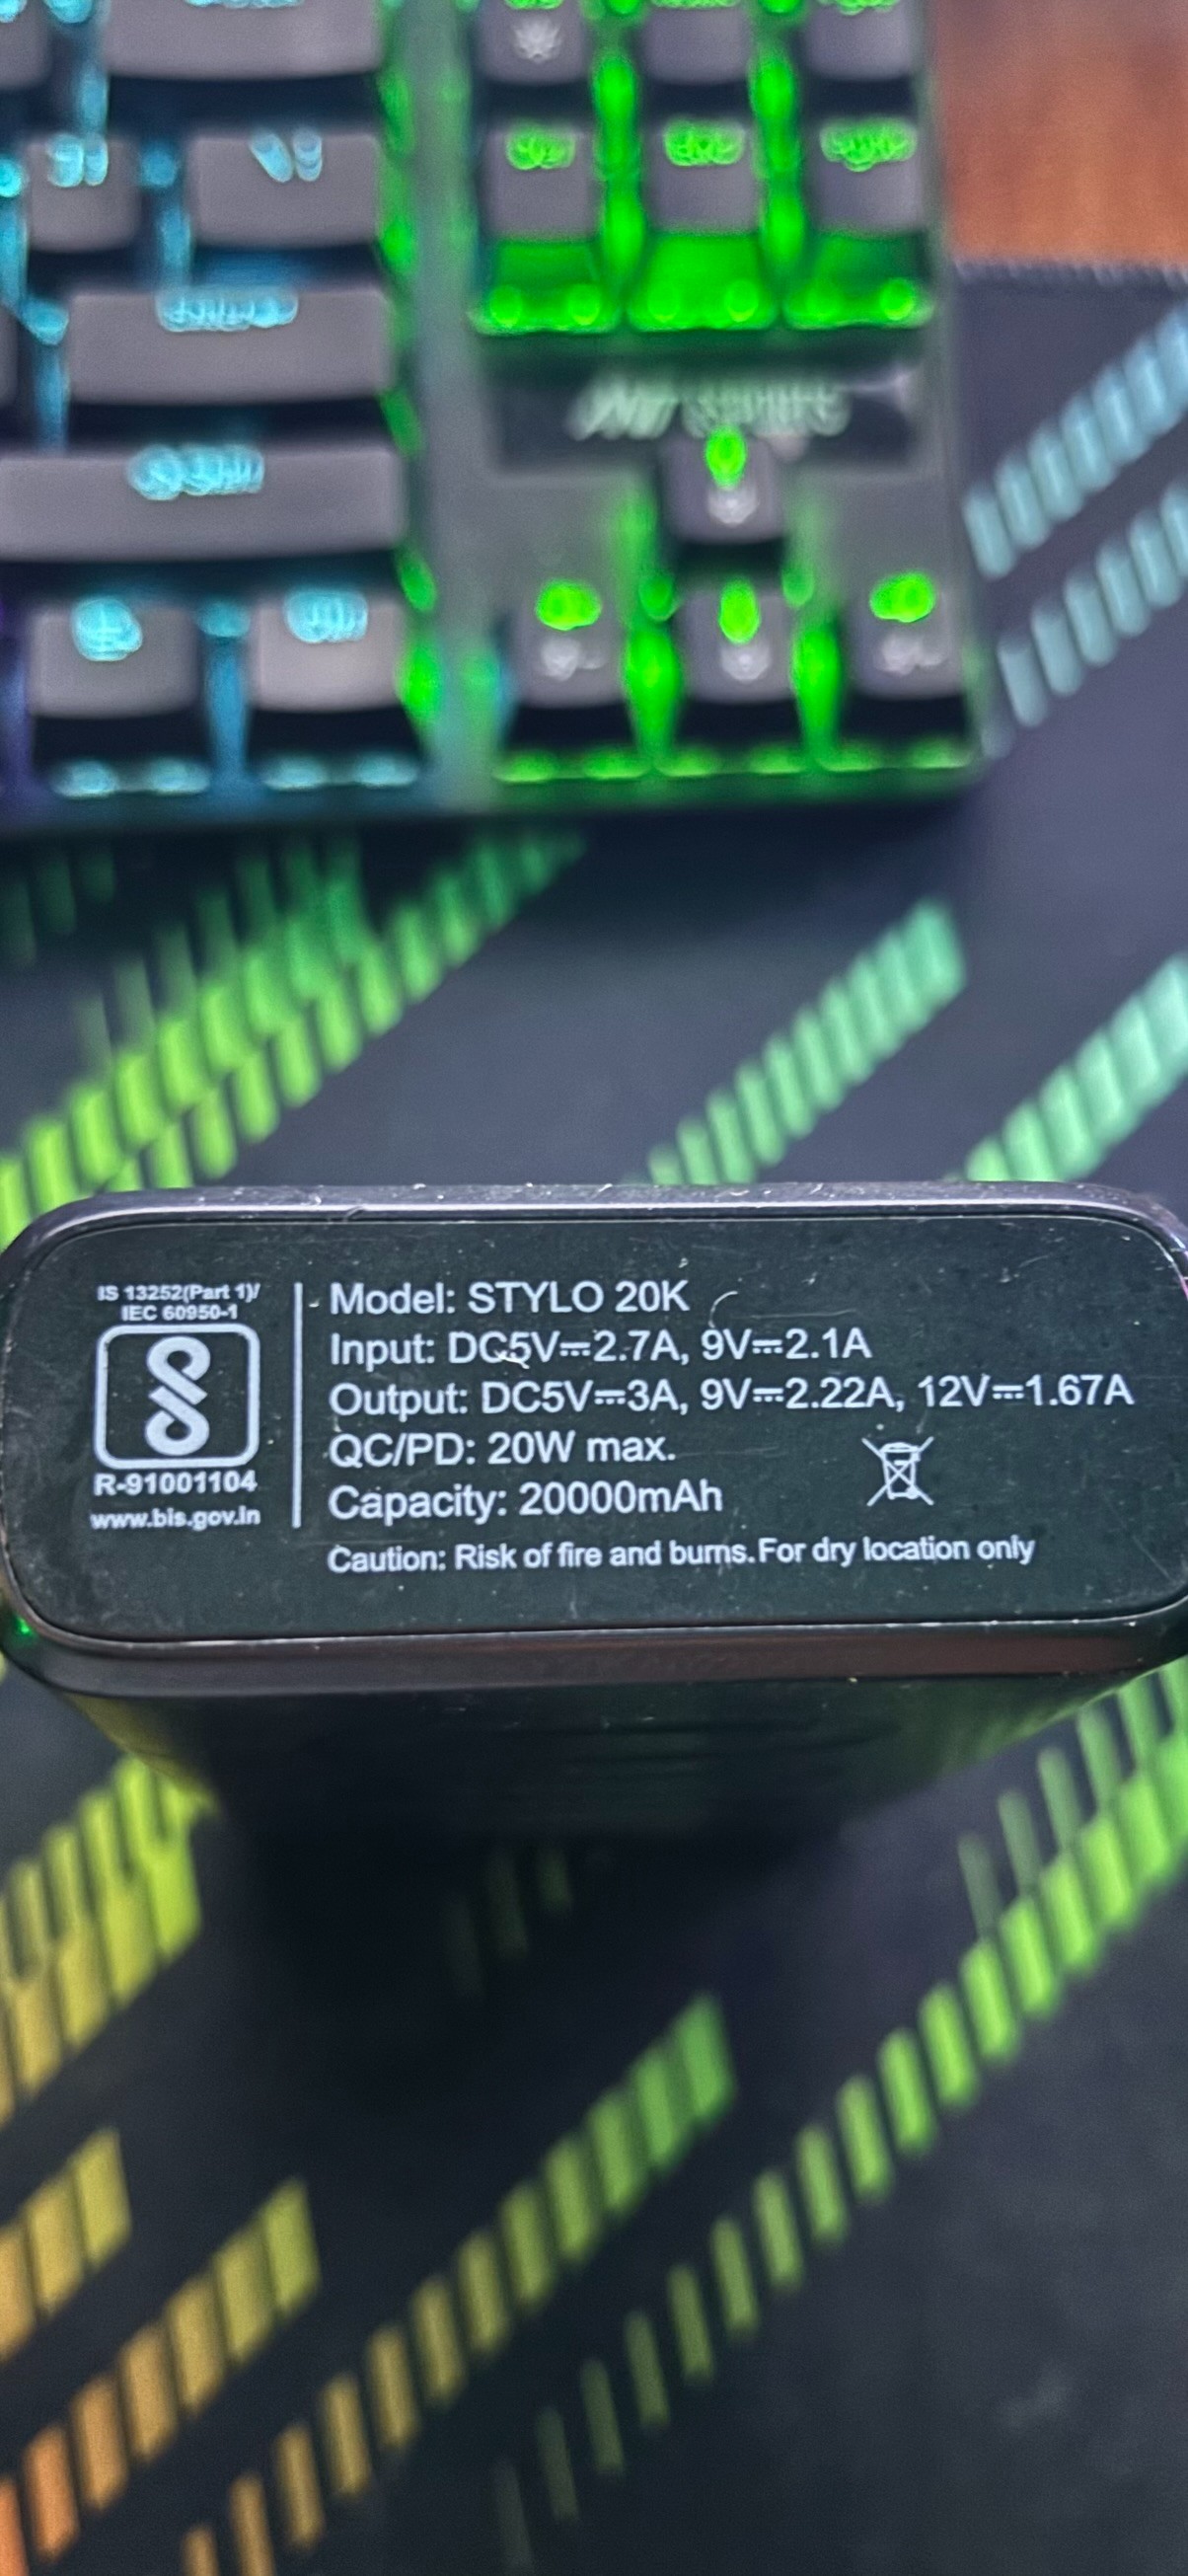 IS 13252(Part 1)/
IEC 60950-1
R-91001104
www.bis.gov.in
Model: STYLO 20K
Input: DC5V⎓2.7A, 9V⎓2.1A
Output: DC5V⎓3A, 9V⎓2.22A, 12V⎓1.67A
QC/PD: 20W max.
Capacity: 20000mAh
Caution: Risk of fire and burns.For dry location only